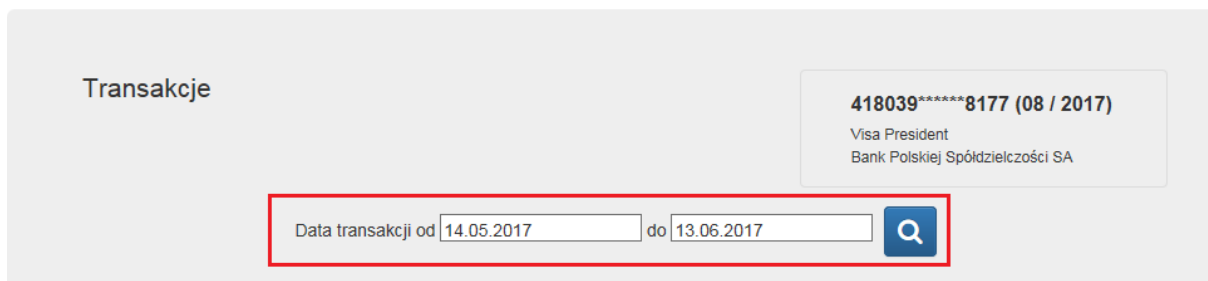 Transakcje
418039******8177 (08 / 2017)
Visa President
Bank Polskiej Spółdzielczości SA
Data transakcji od 14.05.2017 do 13.06.2017